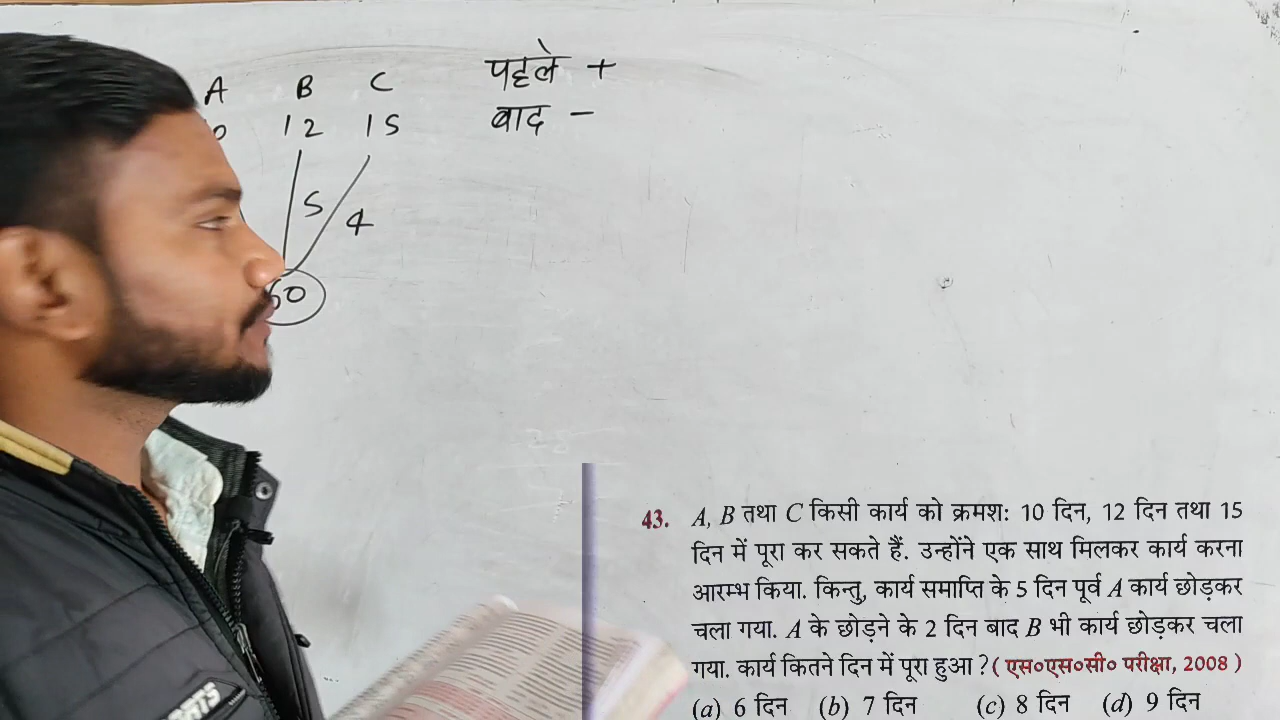 A B C
12 15
5
4
60
पहले +
बाद -
43. A, B तथा C किसी कार्य को क्रमश: 10 दिन, 12 दिन तथा 15
दिन में पूरा कर सकते हैं. उन्होंने एक साथ मिलकर कार्य करना
आरम्भ किया. किन्तु, कार्य समाप्ति के 5 दिन पूर्व A कार्य छोड़कर
चला गया. A के छोड़ने के 2 दिन बाद B भी कार्य छोड़कर चला
गया. कार्य कितने दिन में पूरा हुआ ? ( एस०एस०सी० परीक्षा, 2008 )
(a) 6 दिन (b) 7 दिन (c) 8 दिन (d) 9 दिन